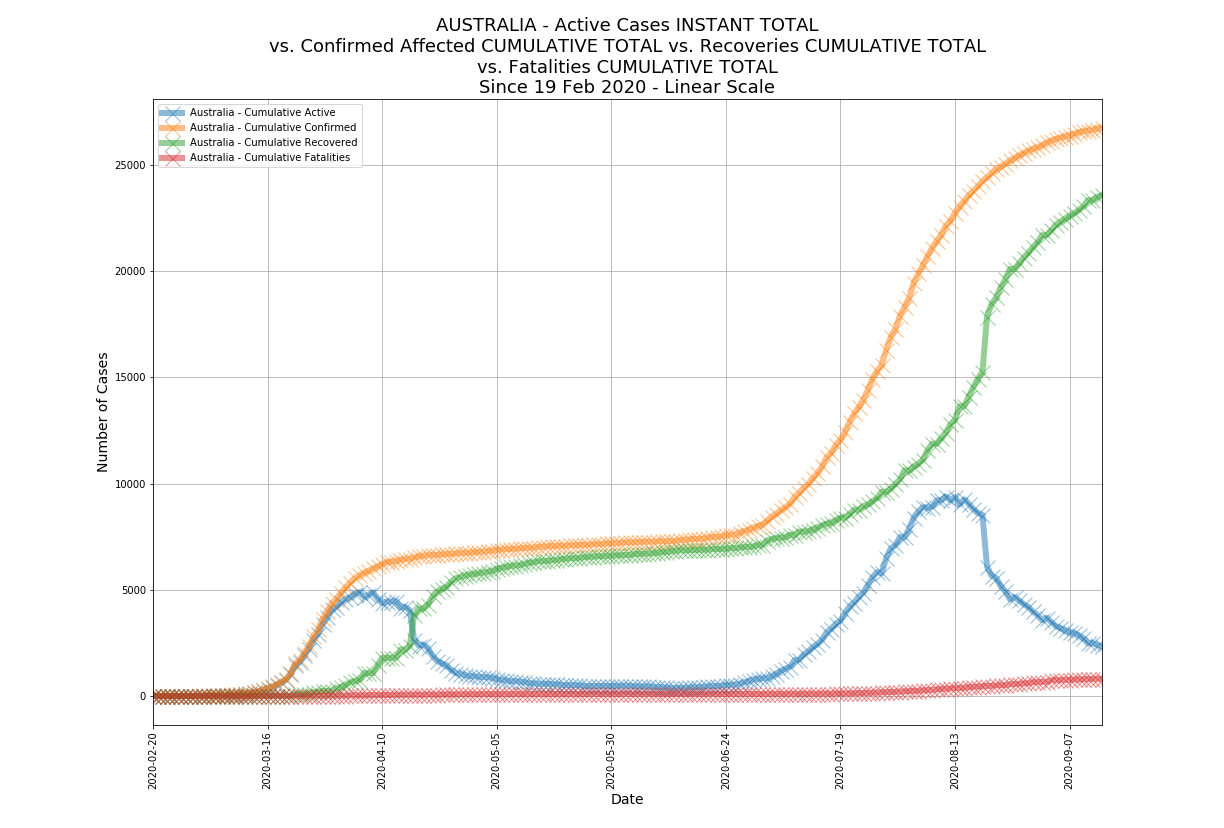 AUSTRALIA - Active Cases INSTANT TOTAL
vs. Confirmed Affected CUMULATIVE TOTAL vs. Recoveries CUMULATIVE TOTAL
vs. Fatalities CUMULATIVE TOTAL
Since 19 Feb 2020 - Linear Scale
Australia - Cumulative Active
Australia - Cumulative Confirmed
Australia - Cumulative Recovered
Australia - Cumulative Fatalities
Number of Cases
25000
20000
15000
10000
5000
0
2020-02-20
2020-03-16
2020-04-10
2020-05-05
2020-05-30
2020-06-24
2020-07-19
2020-08-13
2020-09-07
Date